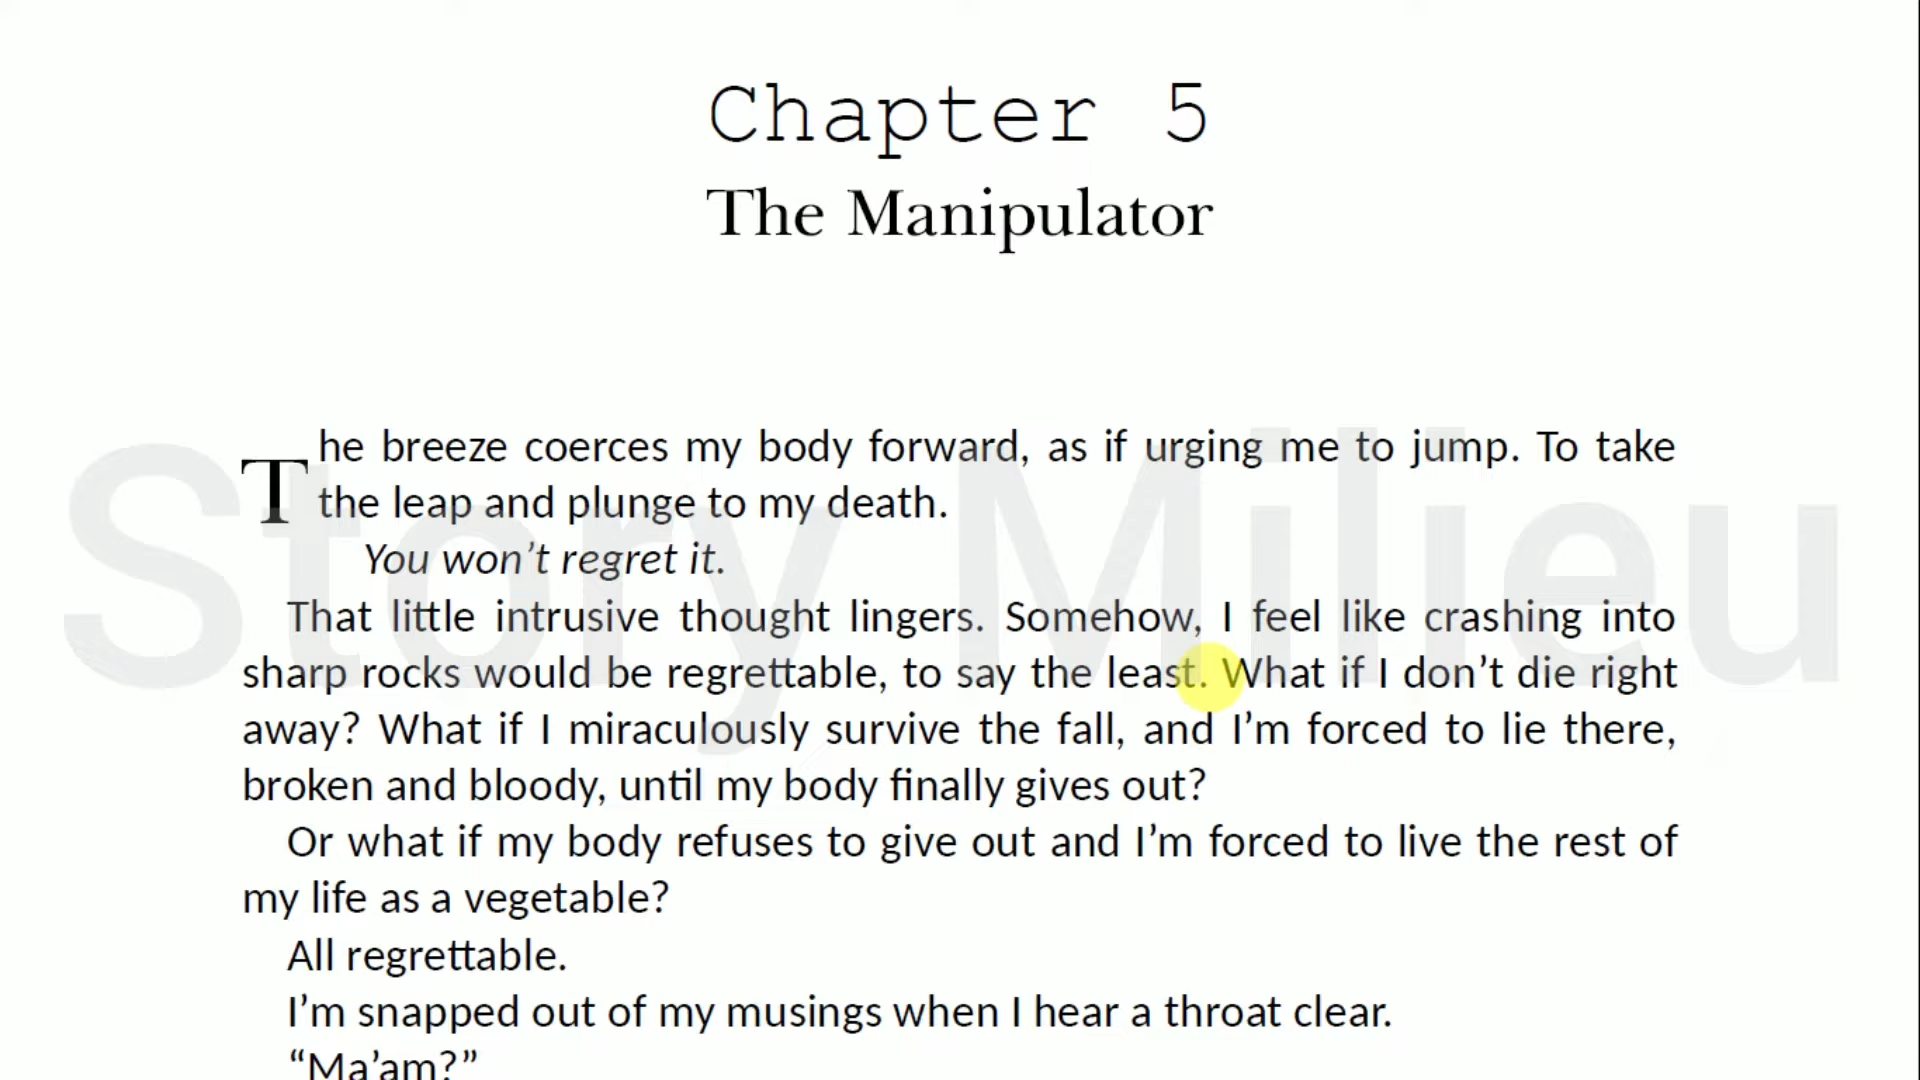 Chapter 5
The Manipulator
The breeze coerces my body forward, as if urging me to jump. To take
the leap and plunge to my death.
You won’t regret it.
That little intrusive thought lingers. Somehow, I feel like crashing into
sharp rocks would be regrettable, to say the least. What if I don’t die right
away? What if I miraculously survive the fall, and I’m forced to lie there,
broken and bloody, until my body finally gives out?
Or what if my body refuses to give out and I’m forced to live the rest of
my life as a vegetable?
All regrettable.
I’m snapped out of my musings when I hear a throat clear.
“Ma’am?”
Story Milieu